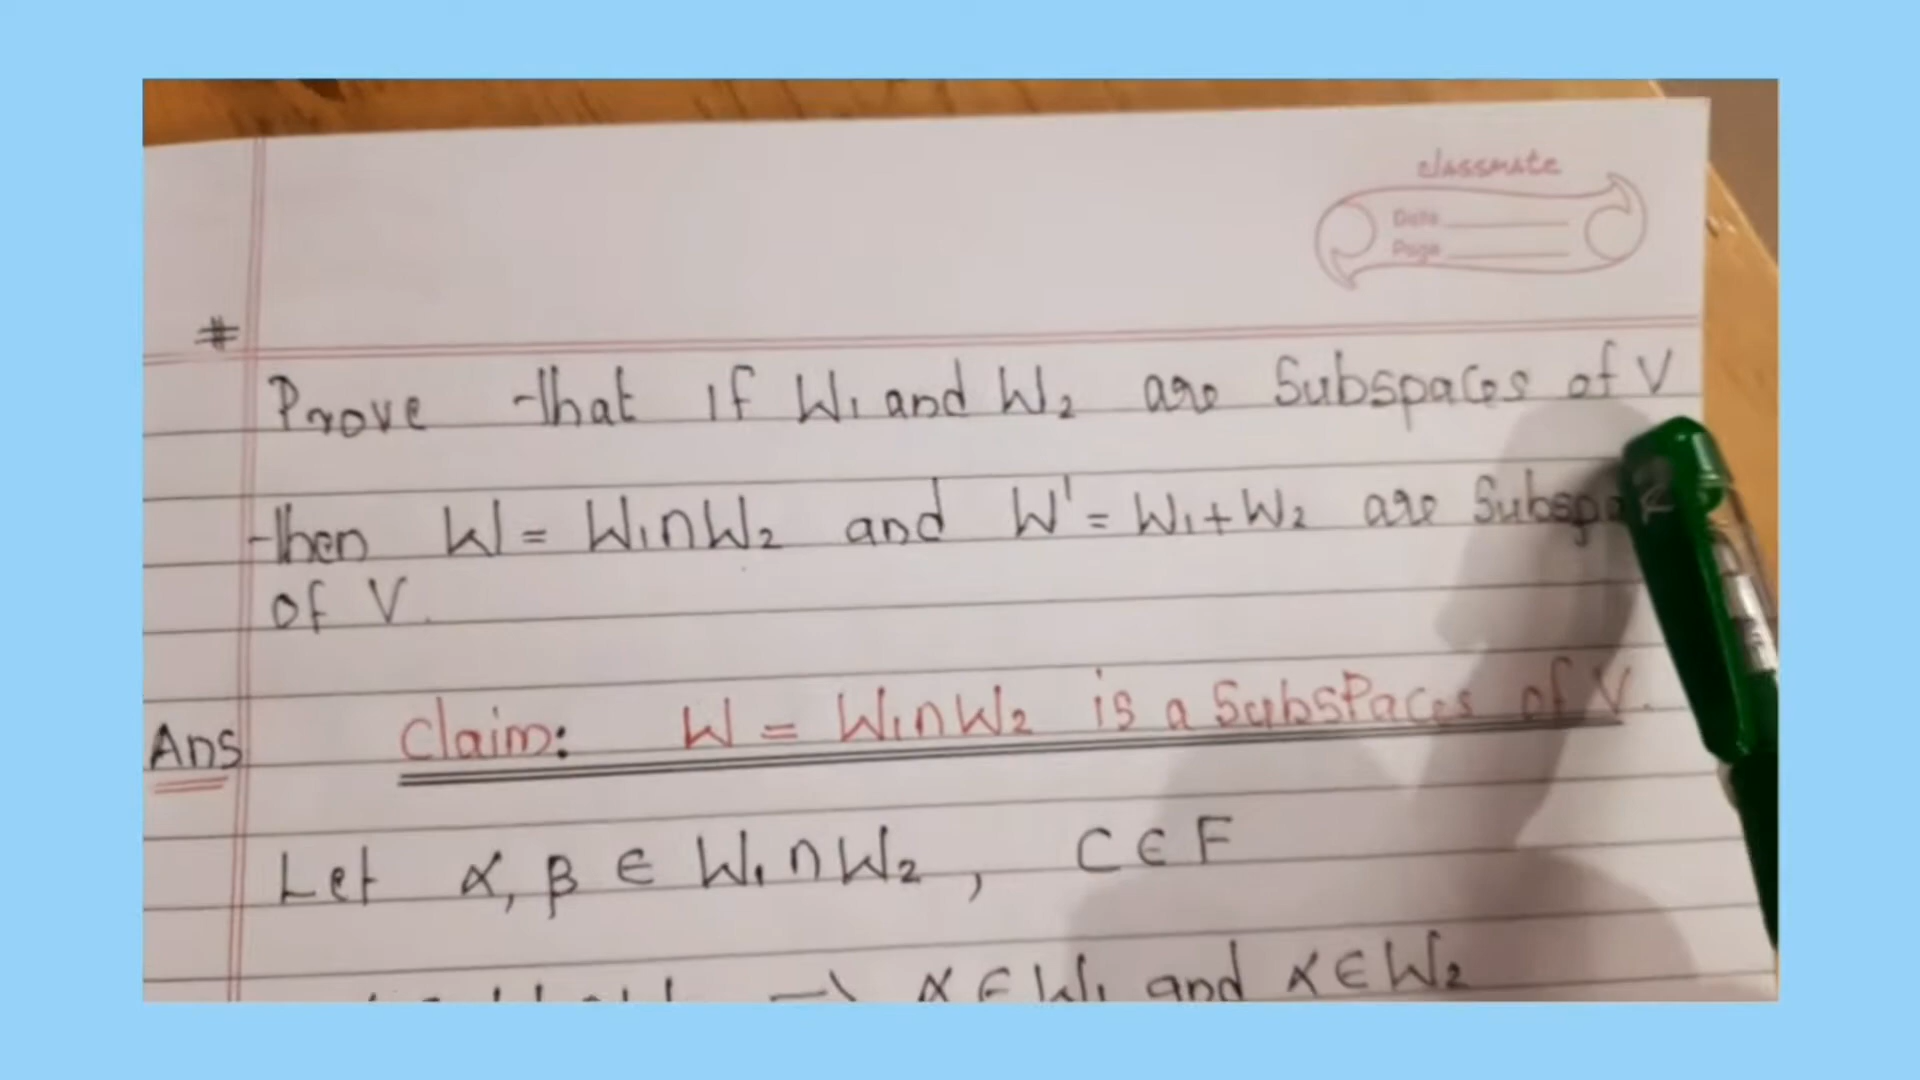 classmate
Date
Page
#
Prove that if W₁ and W₂ are Subspaces of V
then W = W₁∩W₂ and W' = W₁+W₂ are
of V.
Ans Claim: W = W₁∩W₂ is a SubsPaces of V.
Let α, β ∈ W₁∩W₂, C∈F
α∈W₁ and α∈W₂